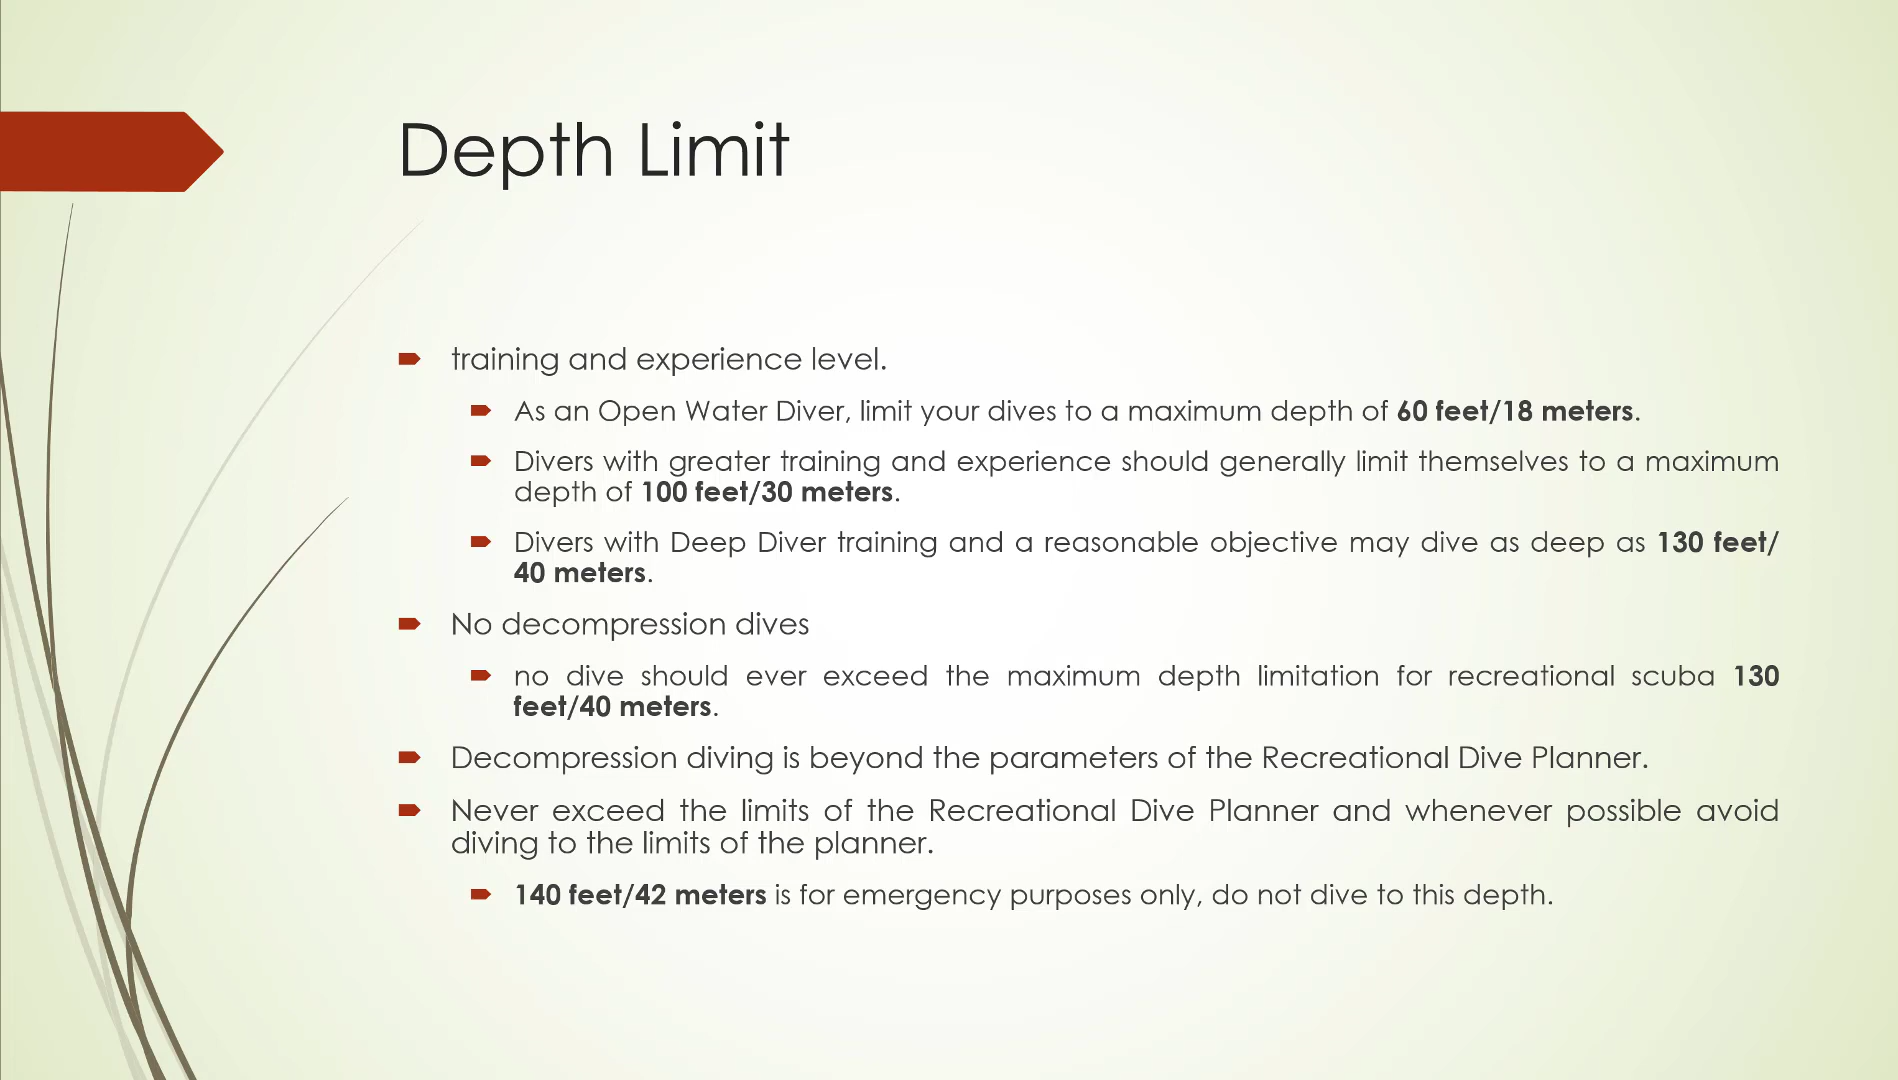 Depth Limit
training and experience level.
As an Open Water Diver, limit your dives to a maximum depth of 60 feet/18 meters.
Divers with greater training and experience should generally limit themselves to a maximum
depth of 100 feet/30 meters.
Divers with Deep Diver training and a reasonable objective may dive as deep as 130 feet/
40 meters.
No decompression dives
no dive should ever exceed the maximum depth limitation for recreational scuba 130
feet/40 meters.
Decompression diving is beyond the parameters of the Recreational Dive Planner.
Never exceed the limits of the Recreational Dive Planner and whenever possible avoid
diving to the limits of the planner.
140 feet/42 meters is for emergency purposes only, do not dive to this depth.